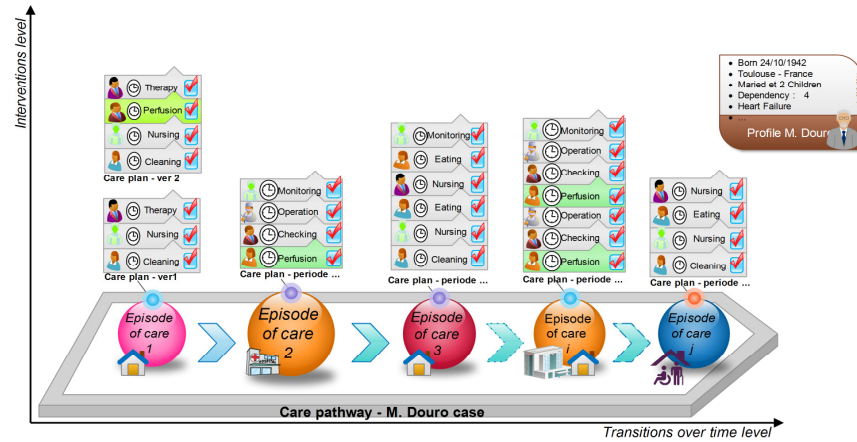 Interventions level
Therapy
Perfusion
Nursing
Cleaning
Care plan - ver 2
Therapy
Nursing
Cleaning
Care plan - ver1
Monitoring
Operation
Checking
Perfusion
Care plan - periode ...
Monitoring
Eating
Nursing
Eating
Nursing
Cleaning
Care plan - periode ...
Monitoring
Operation
Checking
Perfusion
Operation
Checking
Perfusion
Care plan - periode ...
Nursing
Eating
Nursing
Cleaning
Care plan - periode ...
• Born 24/10/1942
• Toulouse - France
• Maried et 2 Children
• Dependency : 4
• Heart Failure
• ...
Profile M. Douro
Episode
of care
1
Episode
of care
2
Episode
of care
3
Episode
of care
i
Episode
of care
j
Care pathway - M. Douro case
Transitions over time level